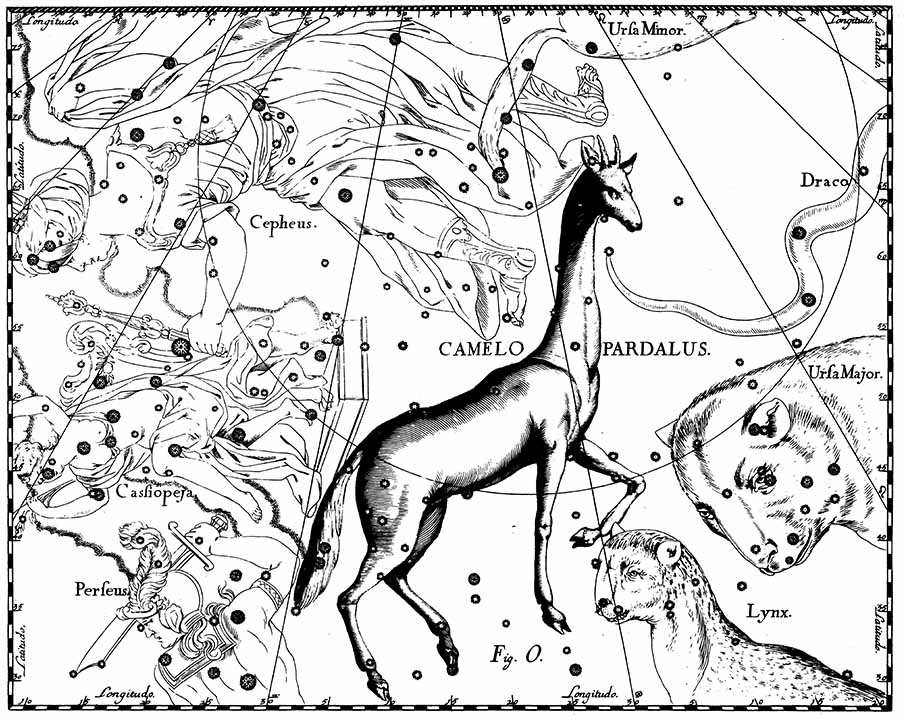 Longitudo. Longitudo.
Ursa Minor.
Latitudo. Latitudo.
Latitudo.
Draco
Cepheus.
CAMELO PARDALUS.
Ursa Major.
Cassiopeja
Perseus.
Lynx.
Fig. O.
Latitudo. Latitudo.
Longitudo. Longitudo.